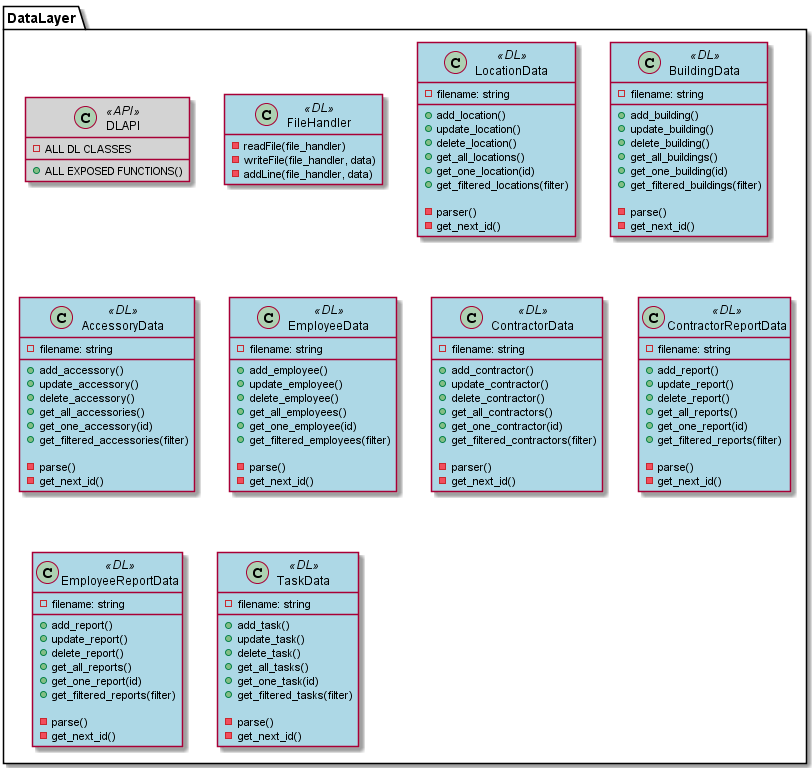 DataLayer
C
«API»
DLAPI
ALL DL CLASSES
ALL EXPOSED FUNCTIONS()
C
«DL»
FileHandler
readFile(file_handler)
writeFile(file_handler, data)
addLine(file_handler, data)
C
«DL»
LocationData
filename: string
add_location()
update_location()
delete_location()
get_all_locations()
get_one_location(id)
get_filtered_locations(filter)
parser()
get_next_id()
C
«DL»
BuildingData
filename: string
add_building()
update_building()
delete_building()
get_all_buildings()
get_one_building(id)
get_filtered_buildings(filter)
parse()
get_next_id()
C
«DL»
AccessoryData
filename: string
add_accessory()
update_accessory()
delete_accessory()
get_all_accessories()
get_one_accessory(id)
get_filtered_accessories(filter)
parse()
get_next_id()
C
«DL»
EmployeeData
filename: string
add_employee()
update_employee()
delete_employee()
get_all_employees()
get_one_employee(id)
get_filtered_employees(filter)
parse()
get_next_id()
C
«DL»
ContractorData
filename: string
add_contractor()
update_contractor()
delete_contractor()
get_all_contractors()
get_one_contractor(id)
get_filtered_contractors(filter)
parser()
get_next_id()
C
«DL»
ContractorReportData
filename: string
add_report()
update_report()
delete_report()
get_all_reports()
get_one_report(id)
get_filtered_reports(filter)
parse()
get_next_id()
C
«DL»
EmployeeReportData
filename: string
add_report()
update_report()
delete_report()
get_all_reports()
get_one_report(id)
get_filtered_reports(filter)
parse()
get_next_id()
C
«DL»
TaskData
filename: string
add_task()
update_task()
delete_task()
get_all_tasks()
get_one_task(id)
get_filtered_tasks(filter)
parse()
get_next_id()